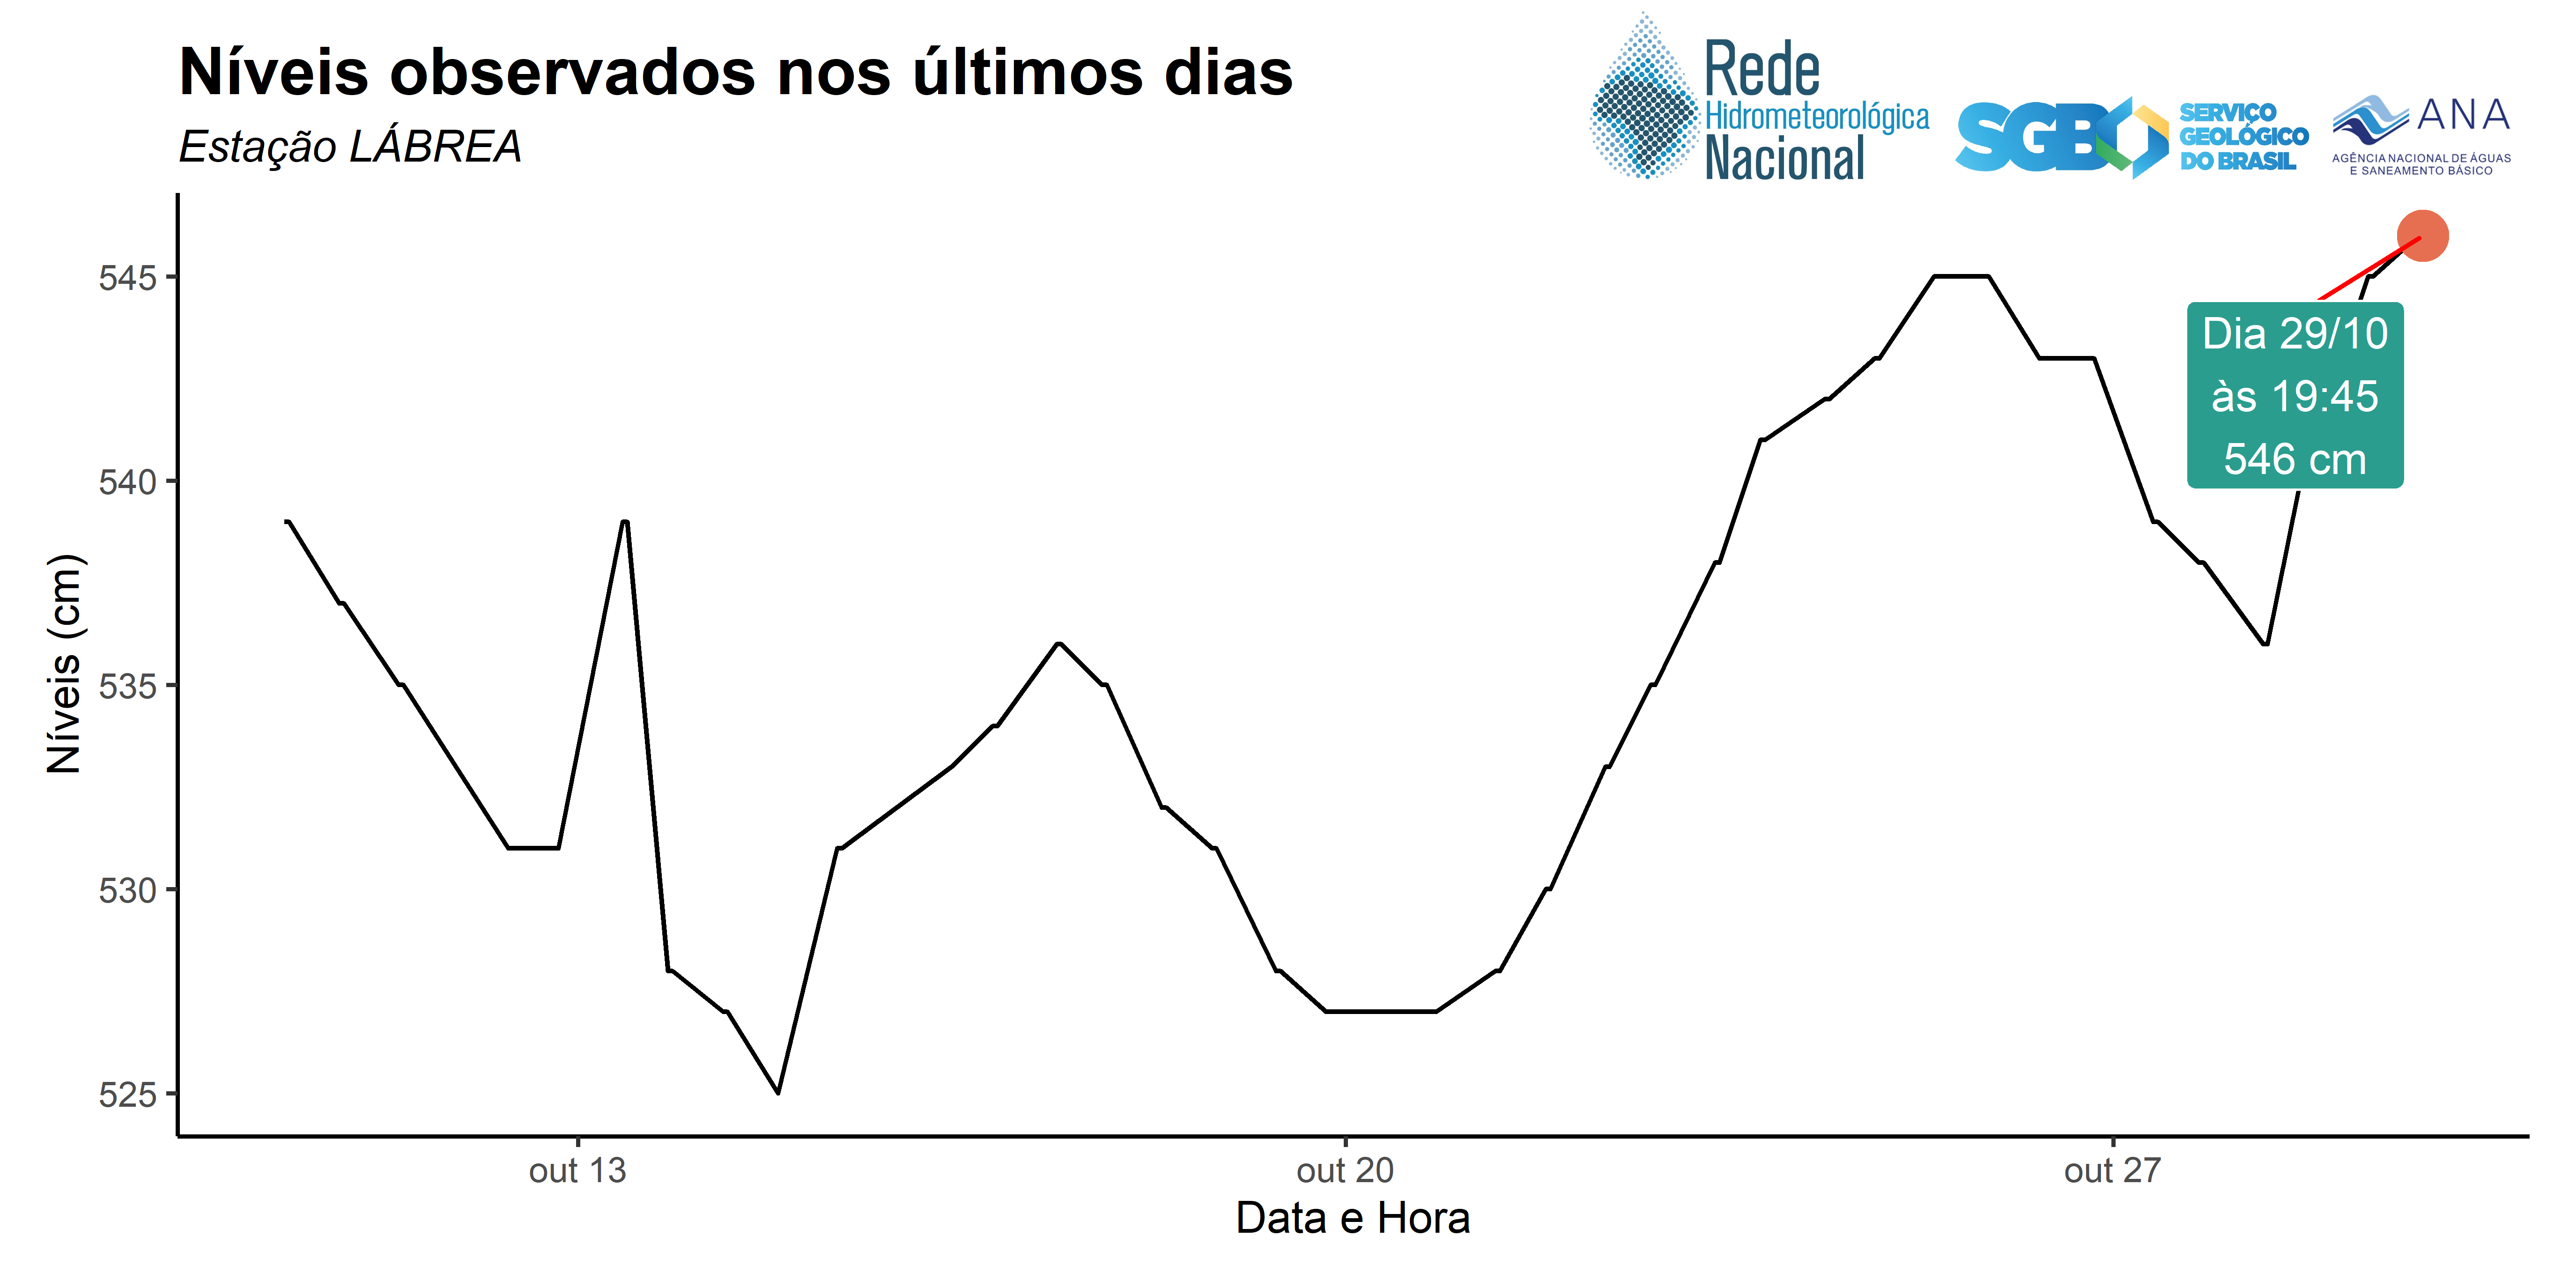 Níveis observados nos últimos dias
Estação LÁBREA
Rede
Hidrometeorológica
Nacional
SGB
SERVIÇO
GEOLÓGICO
DO BRASIL
ANA
AGÊNCIA NACIONAL DE ÁGUAS
E SANEAMENTO BÁSICO
Níveis (cm)
545
540
535
530
525
Dia 29/10
às 19:45
546 cm
out 13
out 20
out 27
Data e Hora